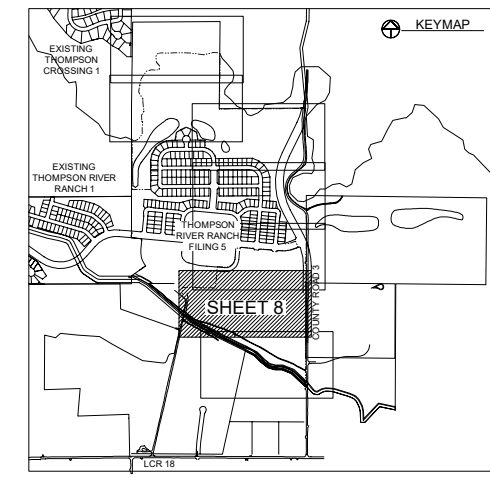 KEYMAP
EXISTING
THOMPSON
CROSSING 1
EXISTING
THOMPSON RIVER
RANCH 1
THOMPSON
RIVER RANCH
FILING 5
SHEET 8
COUNTY ROAD 3
LCR 18